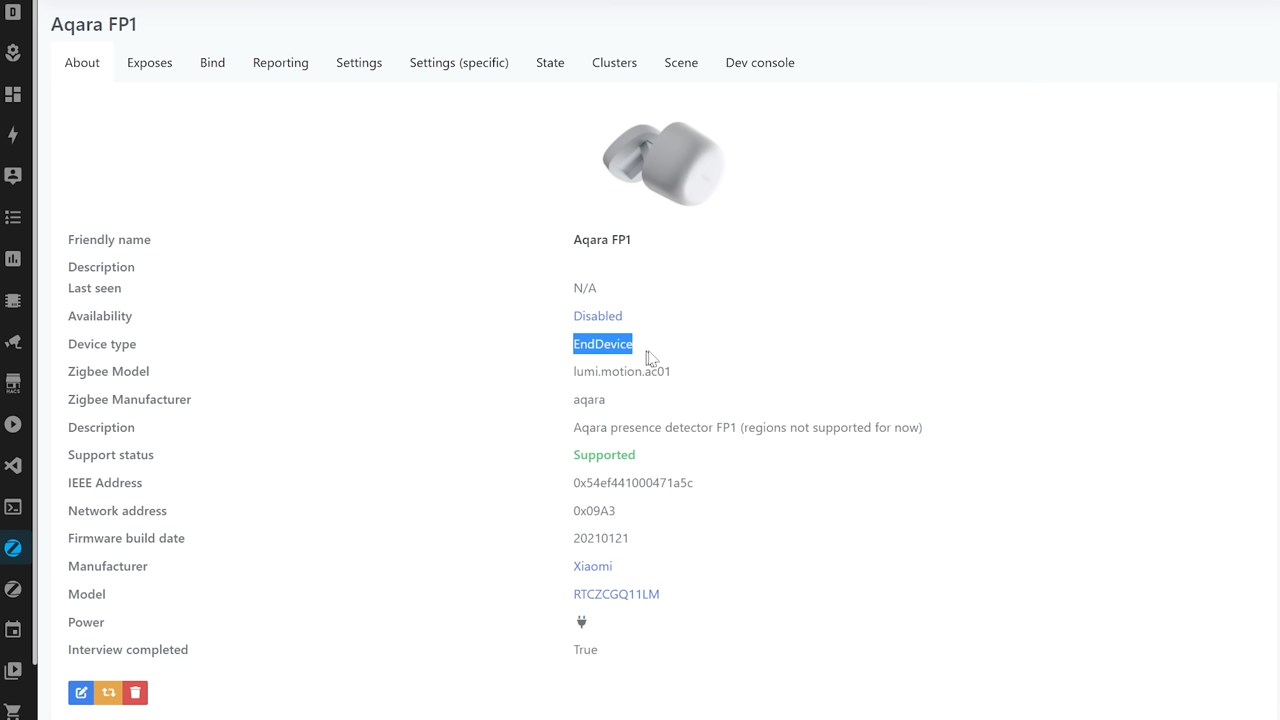 Aqara FP1
About Exposes Bind Reporting Settings Settings (specific) State Clusters Scene Dev console
Friendly name Aqara FP1
Description
Last seen N/A
Availability Disabled
Device type EndDevice
Zigbee Model lumi.motion.ac01
Zigbee Manufacturer aqara
Description Aqara presence detector FP1 (regions not supported for now)
Support status Supported
IEEE Address 0x54ef441000471a5c
Network address 0x09A3
Firmware build date 20210121
Manufacturer Xiaomi
Model RTCZCGQ11LM
Power
Interview completed True
HACS